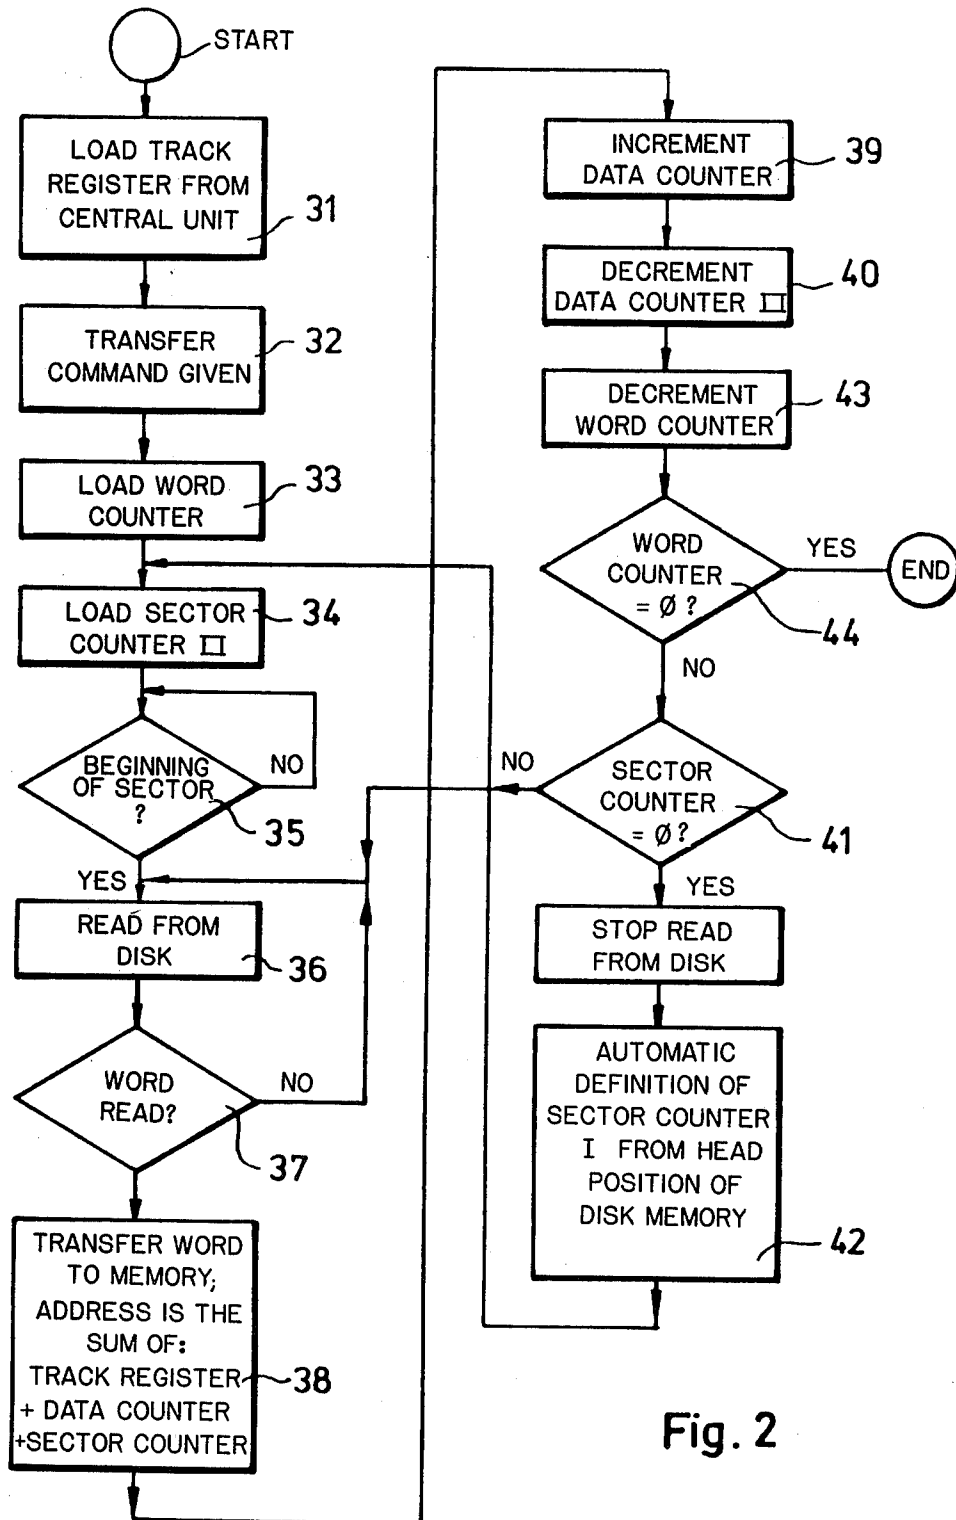 START
LOAD TRACK
REGISTER FROM
CENTRAL UNIT
31
TRANSFER
COMMAND GIVEN
32
LOAD WORD
COUNTER
33
LOAD SECTOR
COUNTER II
34
BEGINNING
OF SECTOR
?
NO
35
YES
READ FROM
DISK
36
WORD
READ?
NO
37
TRANSFER WORD
TO MEMORY;
ADDRESS IS THE
SUM OF:
TRACK REGISTER
+ DATA COUNTER
+SECTOR COUNTER
38
INCREMENT
DATA COUNTER
39
DECREMENT
DATA COUNTER II
40
DECREMENT
WORD COUNTER
43
WORD
COUNTER
= Ø ?
YES
END
44
NO
SECTOR
COUNTER
= Ø?
NO
41
YES
STOP READ
FROM DISK
AUTOMATIC
DEFINITION OF
SECTOR COUNTER
I FROM HEAD
POSITION OF
DISK MEMORY
42
Fig. 2